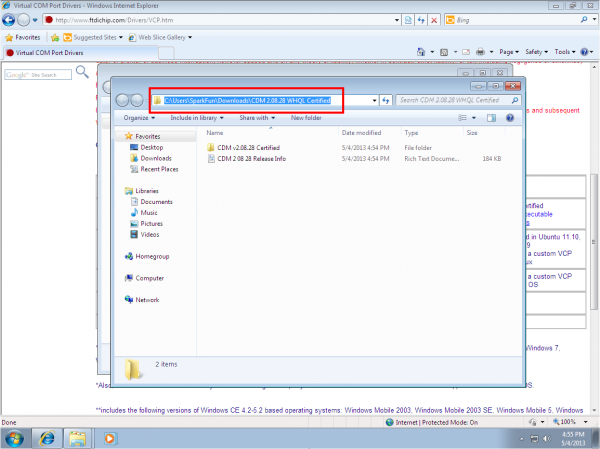 Virtual COM Port Drivers - Windows Internet Explorer
http://www.ftdichip.com/Drivers/VCP.htm
Bing
Favorites
Suggested Sites
Web Slice Gallery
Virtual COM Port Drivers
Page
Safety
Tools
Google Site Search
C:\Users\SparkFun\Downloads\CDM 2.08.28 WHQL Certified
Search CDM 2.08.28 WHQL Certified
and subsequent
Organize
Include in library
Share with
New folder
Favorites
Desktop
Downloads
Recent Places
Libraries
Documents
Music
Pictures
Videos
Homegroup
Computer
Network
Name
Date modified
Type
Size
CDM v2.08.28 Certified
5/4/2013 4:54 PM
File folder
CDM 2 08 28 Release Info
5/4/2013 4:54 PM
Rich Text Docume...
184 KB
rtified
xecutable
d in Ubuntu 11.10,
9
a custom VCP
ux
a custom VCP
OS
2 items
Windows 7,
*Also
OS.
**includes the following versions of Windows CE 4.2-5.2 based operating systems: Windows Mobile 2003, Windows Mobile 2003 SE, Windows Mobile 5, Windows
Done
Internet | Protected Mode: On
100%
4:55 PM
5/4/2013